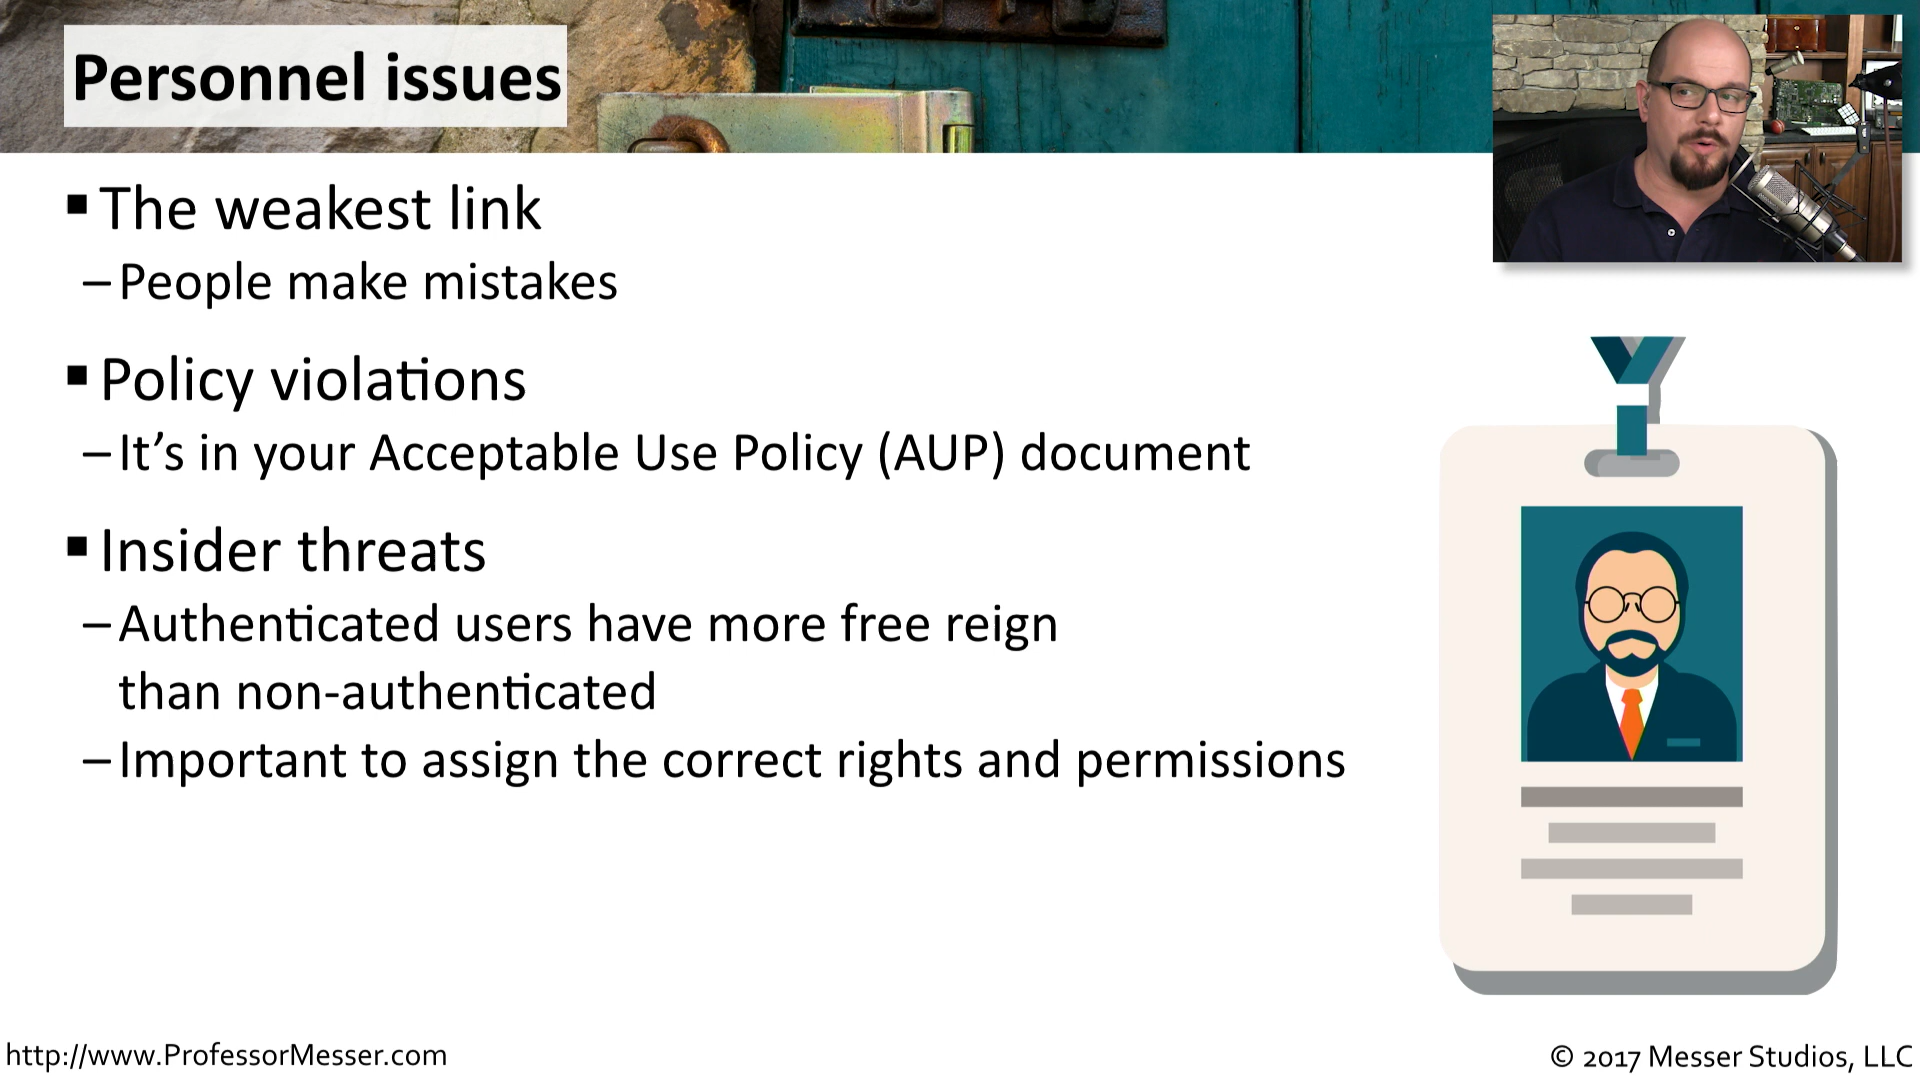 Personnel issues
▪ The weakest link
– People make mistakes
▪ Policy violations
– It’s in your Acceptable Use Policy (AUP) document
▪ Insider threats
– Authenticated users have more free reign
than non-authenticated
– Important to assign the correct rights and permissions
http://www.ProfessorMesser.com
© 2017 Messer Studios, LLC